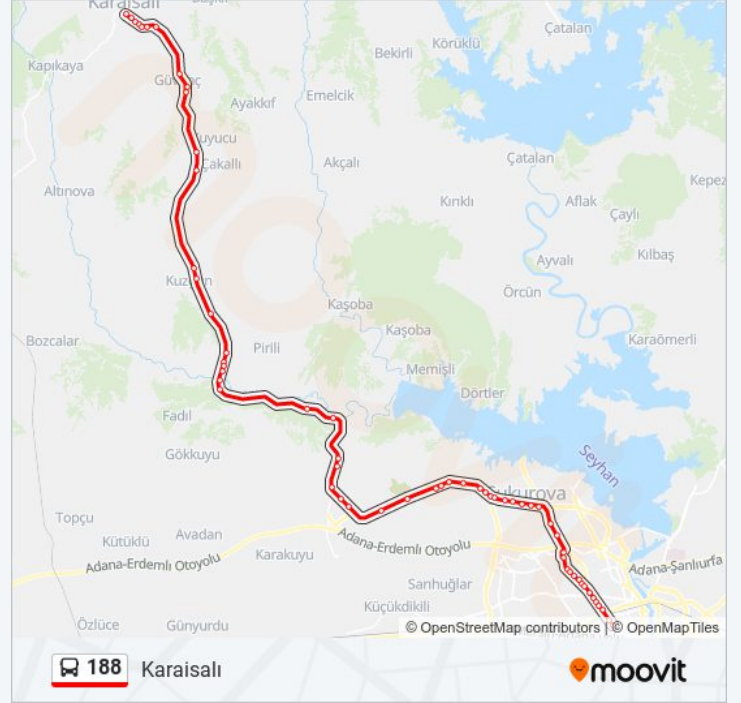 Karaisalı
Çatalan
Körüklü
Bekirli
Kapıkaya
Emelcik
Ayakkıf
Çatalan
Çakallı
Akçalı
Kepez
Altınova
Kırıklı
Aflak
Çaylı
Kılbaş
Ayvalı
Örcün
Kaşoba
Kaşoba
Karaömerli
Bozcalar
Pirili
Memişli
Dörtler
Fadıl
Gökkuyu
Seyhan
Topçu
Avadan
Kütüklü
Adana-Erdemli Otoyolu
Karakuyu
Adana-Erdemli Otoyolu
Adana-Şanlıurfa
Sarıhuğlar
Küçükdikili
Özlüce
Günyurdu
© OpenStreetMap contributors | © OpenMapTiles
188 Karaisalı
moovit